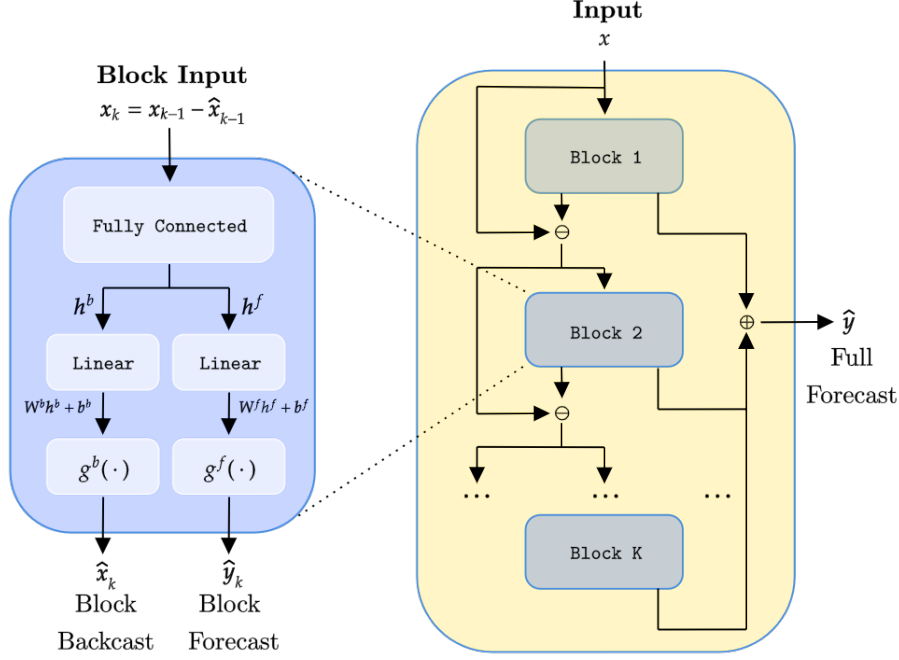 Block Input
x_k = x_{k-1} − x̂_{k-1}
Fully Connected
h^b
h^f
Linear
Linear
W^b h^b + b^b
W^f h^f + b^f
g^b(·)
g^f(·)
x̂_k
ŷ_k
Block
Backcast
Block
Forecast
Input
x
Block 1
⊖
Block 2
⊕
ŷ
Full
Forecast
⊖
...
...
...
Block K